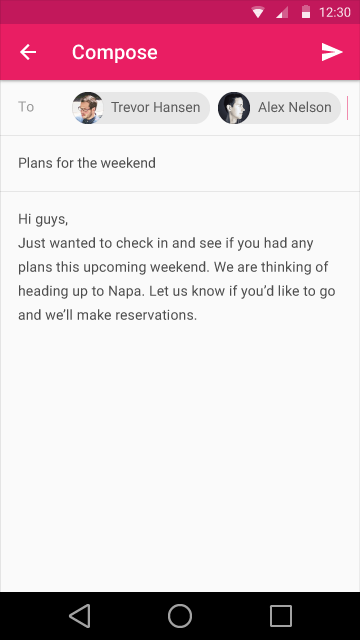 12:30
Compose
To Trevor Hansen Alex Nelson
Plans for the weekend
Hi guys,
Just wanted to check in and see if you had any
plans this upcoming weekend. We are thinking of
heading up to Napa. Let us know if you’d like to go
and we’ll make reservations.